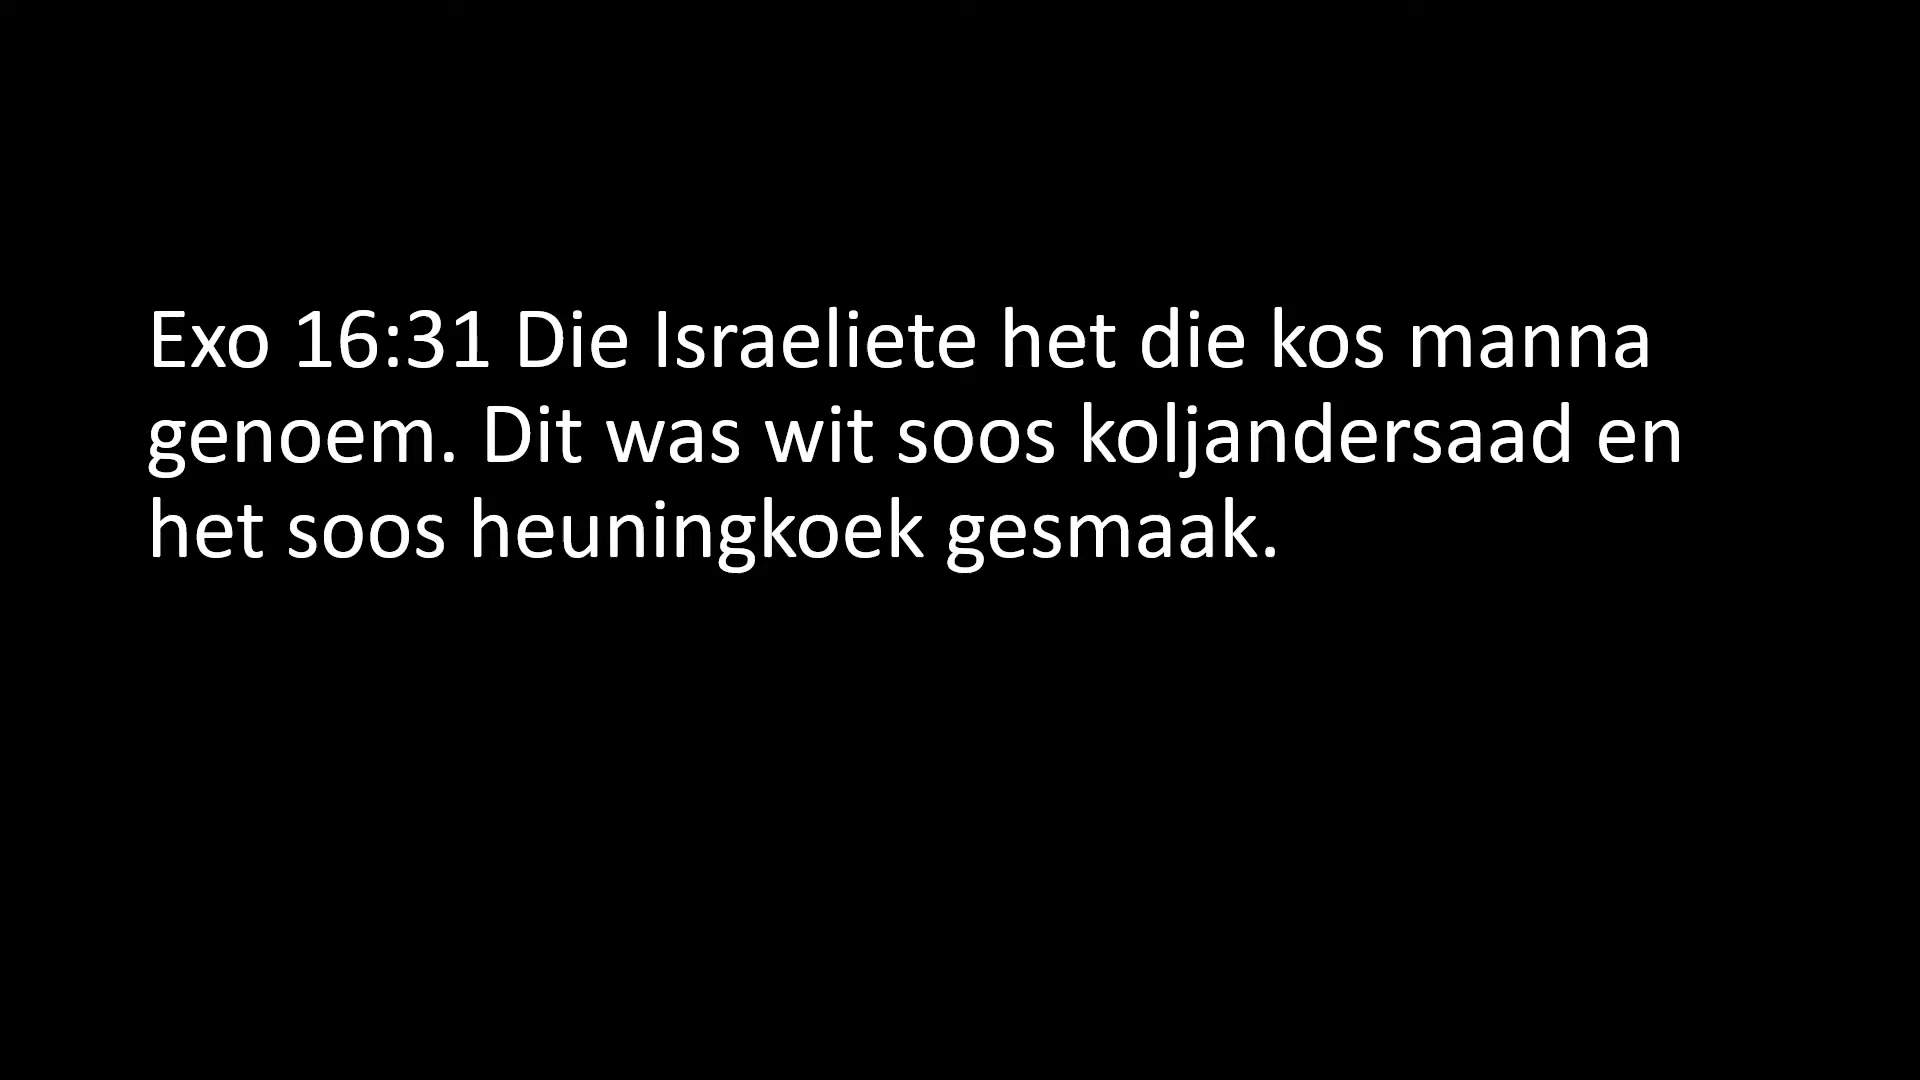 Exo 16:31 Die Israeliete het die kos manna
genoem. Dit was wit soos koljandersaad en
het soos heuningkoek gesmaak.